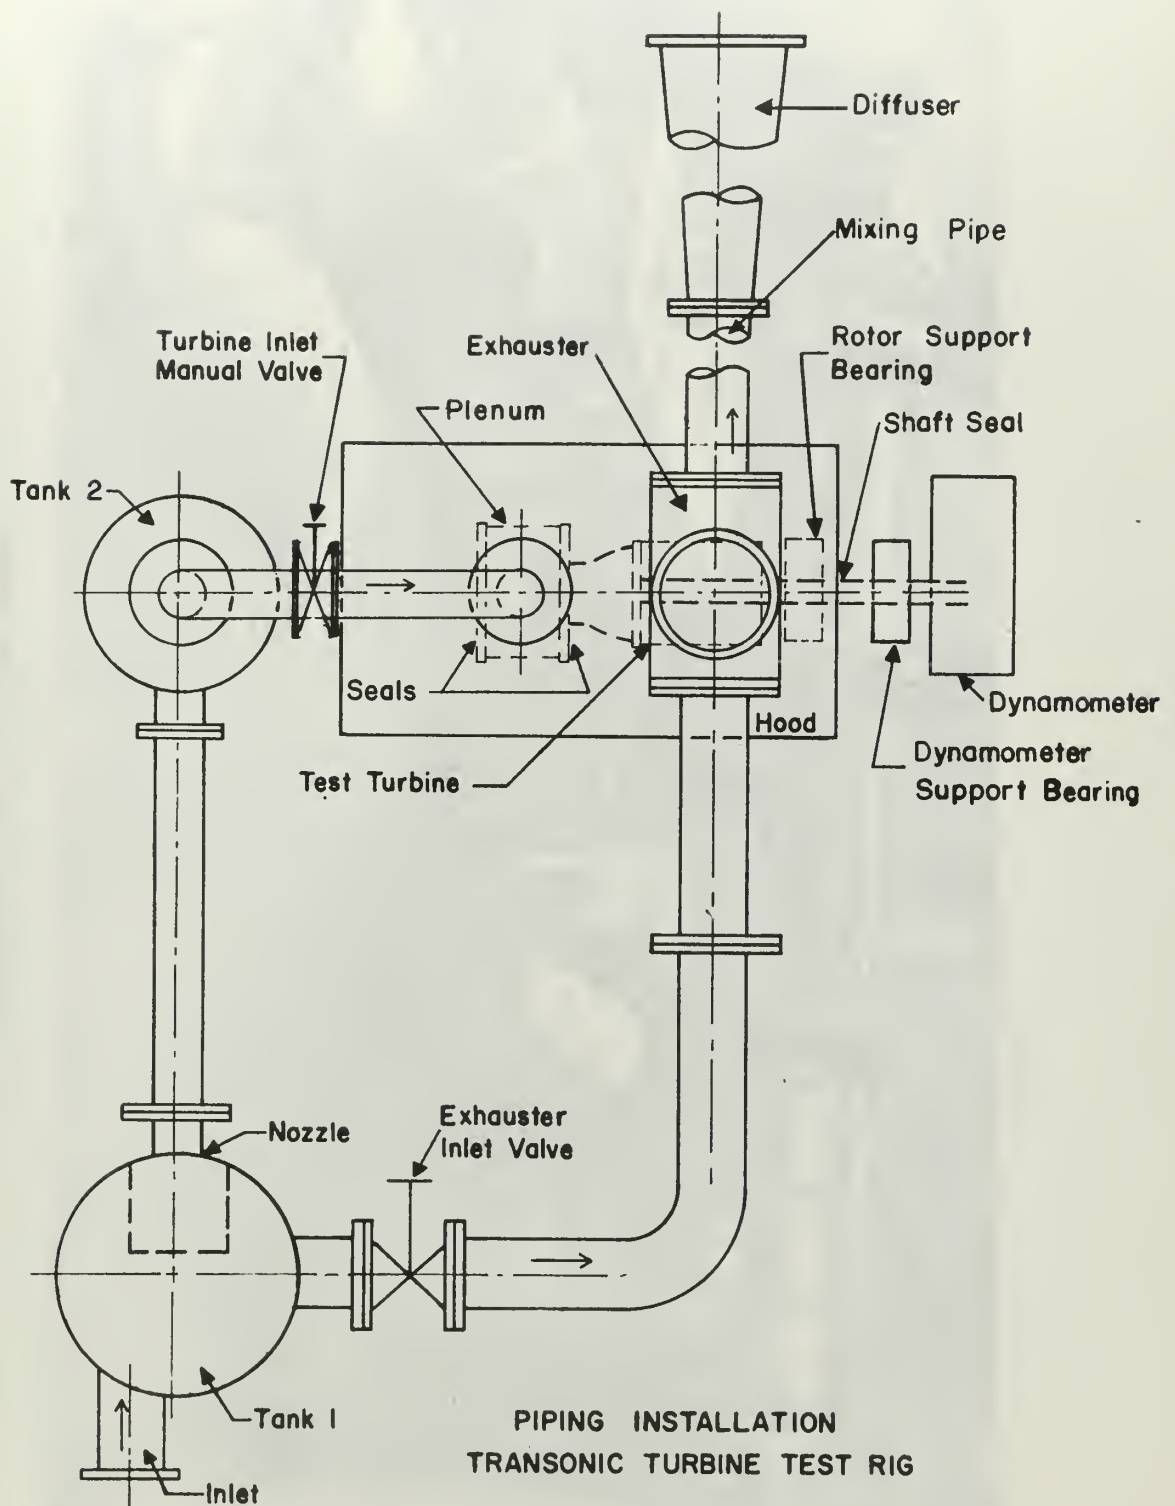 Diffuser
Mixing Pipe
Turbine Inlet
Manual Valve
Exhauster
Rotor Support
Bearing
Plenum
Shaft Seal
Tank 2
Seals
Hood
Dynamometer
Test Turbine
Dynamometer
Support Bearing
Nozzle
Exhauster
Inlet Valve
Tank 1
PIPING INSTALLATION
TRANSONIC TURBINE TEST RIG
Inlet